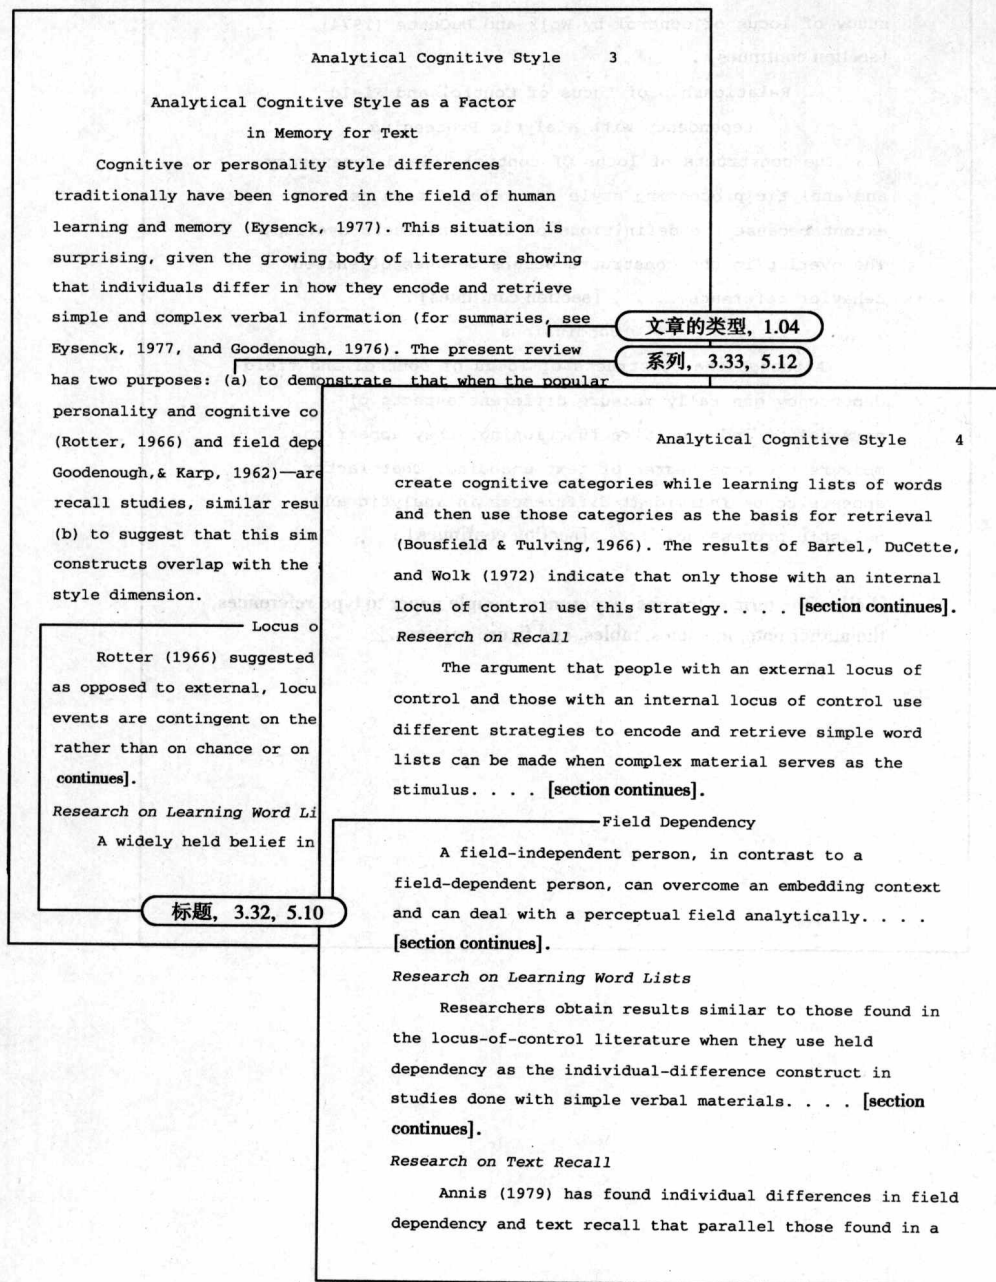 Analytical Cognitive Style 3
Analytical Cognitive Style as a Factor
in Memory for Text
Cognitive or personality style differences
traditionally have been ignored in the field of human
learning and memory (Eysenck, 1977). This situation is
surprising, given the growing body of literature showing
that individuals differ in how they encode and retrieve
simple and complex verbal information (for summaries, see
文章的类型, 1.04
Eysenck, 1977, and Goodenough, 1976). The present review
系列, 3.33, 5.12
has two purposes: (a) to demonstrate that when the popular
personality and cognitive co
(Rotter, 1966) and field depe
Goodenough,& Karp, 1962)—are
recall studies, similar resu
(b) to suggest that this sim
constructs overlap with the
style dimension.
Locus o
Rotter (1966) suggested
as opposed to external, locu
events are contingent on the
rather than on chance or on
continues].
Research on Learning Word Li
A widely held belief in
标题, 3.32, 5.10
Analytical Cognitive Style 4
create cognitive categories while learning lists of words
and then use those categories as the basis for retrieval
(Bousfield & Tulving,1966). The results of Bartel, DuCette,
and Wolk (1972) indicate that only those with an internal
locus of control use this strategy. . . . [section continues].
Reseerch on Recall
The argument that people with an external locus of
control and those with an internal locus of control use
different strategies to encode and retrieve simple word
lists can be made when complex material serves as the
stimulus. . . . [section continues].
Field Dependency
A field-independent person, in contrast to a
field-dependent person, can overcome an embedding context
and can deal with a perceptual field analytically. . . .
[section continues].
Research on Learning Word Lists
Researchers obtain results similar to those found in
the locus-of-control literature when they use held
dependency as the individual-difference construct in
studies done with simple verbal materials. . . . [section
continues].
Research on Text Recall
Annis (1979) has found individual differences in field
dependency and text recall that parallel those found in a